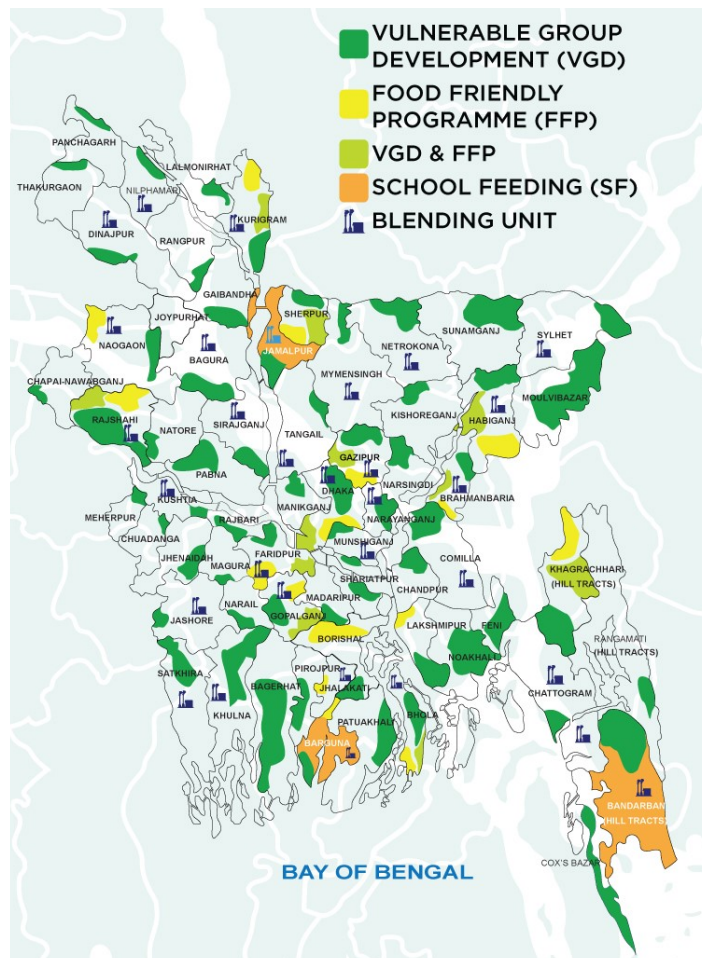 VULNERABLE GROUP
DEVELOPMENT (VGD)
FOOD FRIENDLY
PROGRAMME (FFP)
VGD & FFP
SCHOOL FEEDING (SF)
BLENDING UNIT
PANCHAGARH
LALMONIRHAT
THAKURGAON
NILPHAMARI
KURIGRAM
DINAJPUR
RANGPUR
GAIBANDHA
JOYPURHAT
SHERPUR
SUNAMGANJ
SYLHET
NAOGAON
JAMALPUR
NETROKONA
BAGURA
MYMENSINGH
CHAPAI-NAWABGANJ
MOULVIBAZAR
KISHOREGANJ
HABIGANJ
RAJSHAHI
SIRAJGANJ
NATORE
TANGAIL
GAZIPUR
PABNA
NARSINGDI
DHAKA
BRAHMANBARIA
KUSHTIA
MANIKGANJ
MEHERPUR
RAJBARI
NARAYANGANJ
CHUADANGA
MUNSHIGANJ
JHENAIDAH
FARIDPUR
COMILLA
MAGURA
KHAGRACHHARI
(HILL TRACTS)
SHARIATPUR
CHANDPUR
MADARIPUR
NARAIL
JASHORE
GOPALGANJ
LAKSHMIPUR
FENI
BORISHAL
RANGAMATI
(HILL TRACTS)
NOAKHALI
PIROJPUR
SATKHIRA
BAGERHAT
JHALAKATI
CHATTOGRAM
KHULNA
PATUAKHALI
BHOLA
BARGUNA
BANDARBAN
(HILL TRACTS)
COX'S BAZAR
BAY OF BENGAL